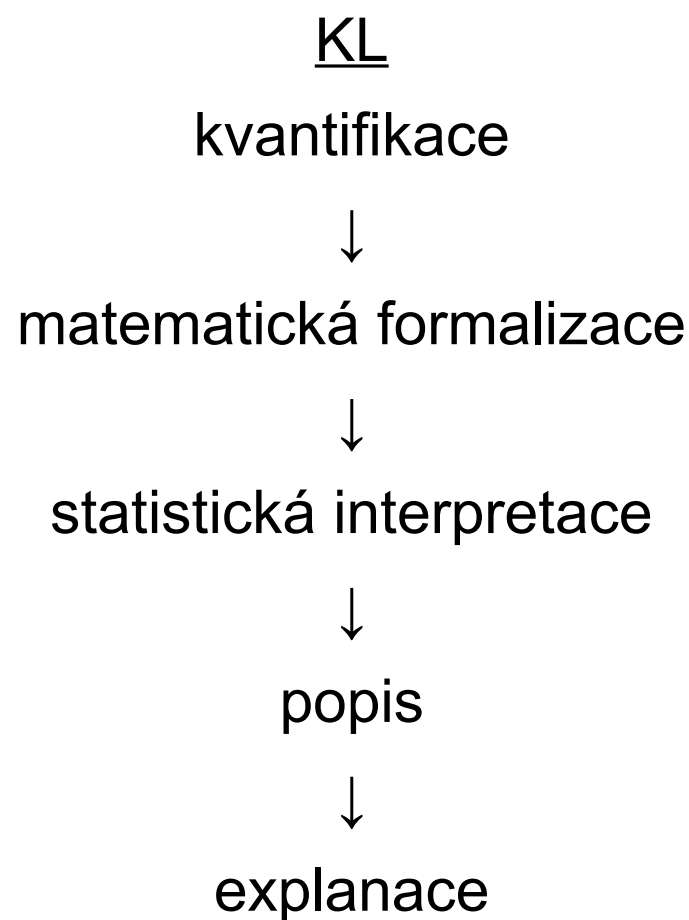 KL
kvantifikace
↓
matematická formalizace
↓
statistická interpretace
↓
popis
↓
explanace